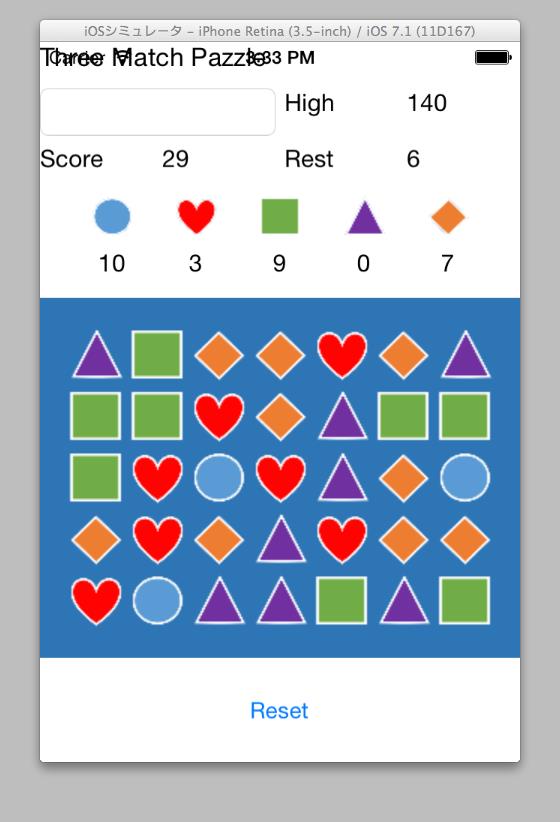 iOSシミュレータ – iPhone Retina (3.5-inch) / iOS 7.1 (11D167)
Carrier 3:33 PM
Three Match Pazzle
High 140
Score 29 Rest 6
10 3 9 0 7
Reset